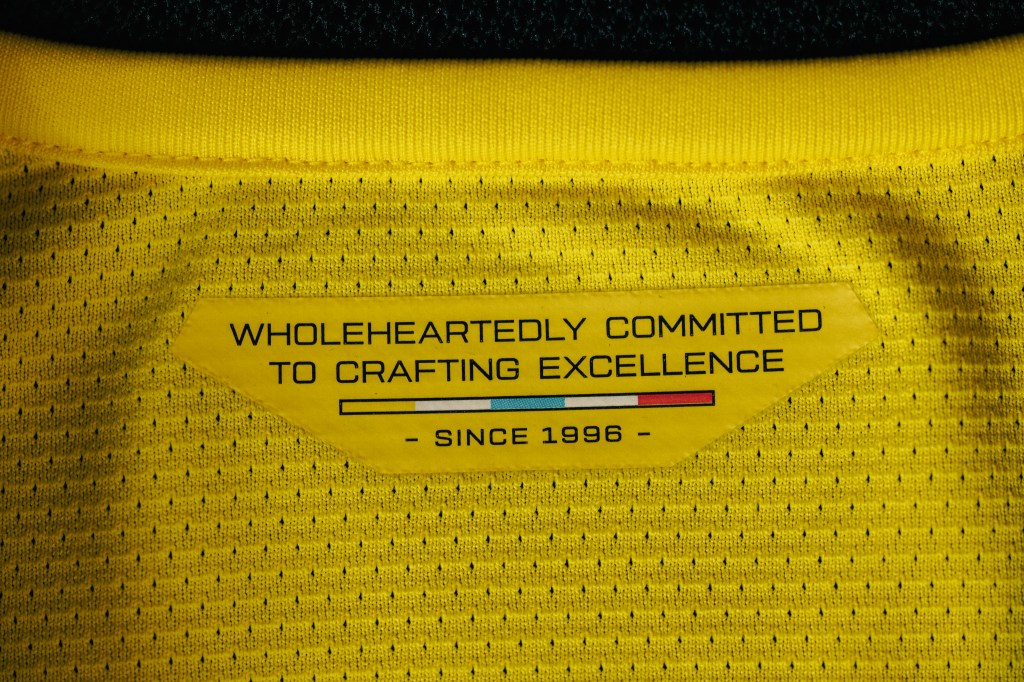 WHOLEHEARTEDLY COMMITTED
TO CRAFTING EXCELLENCE
- SINCE 1996 -